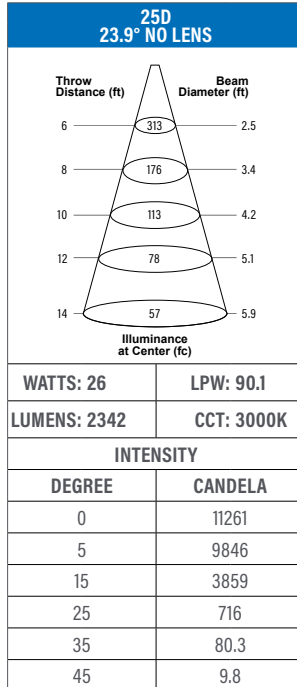 25D
23.9° NO LENS
Throw Distance (ft)
Beam Diameter (ft)
6 313 2.5
8 176 3.4
10 113 4.2
12 78 5.1
14 57 5.9
Illuminance
at Center (fc)
WATTS: 26 LPW: 90.1
LUMENS: 2342 CCT: 3000K
INTENSITY
DEGREE CANDELA
0 11261
5 9846
15 3859
25 716
35 80.3
45 9.8